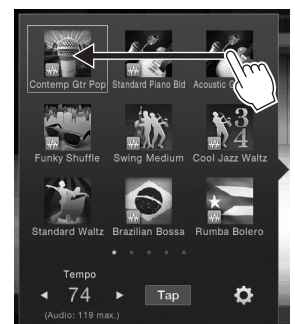 Contemp Gtr Pop Standard Piano Bld Acoustic G
3
4
Funky Shuffle Swing Medium Cool Jazz Waltz
Standard Waltz Brazilian Bossa Rumba Bolero
Tempo
74 Tap
(Audio: 119 max.)